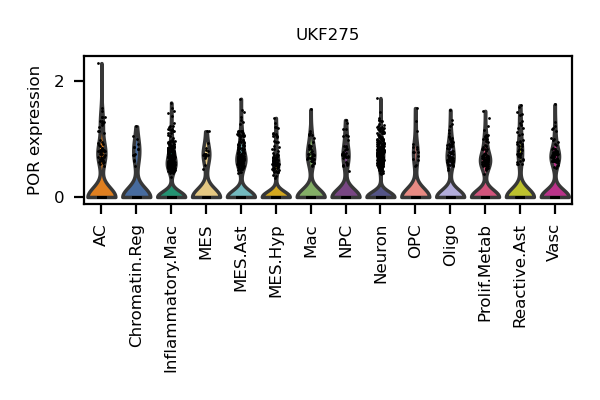 UKF275
POR expression
2
0
AC
Chromatin.Reg
Inflammatory.Mac
MES
MES.Ast
MES.Hyp
Mac
NPC
Neuron
OPC
Oligo
Prolif.Metab
Reactive.Ast
Vasc